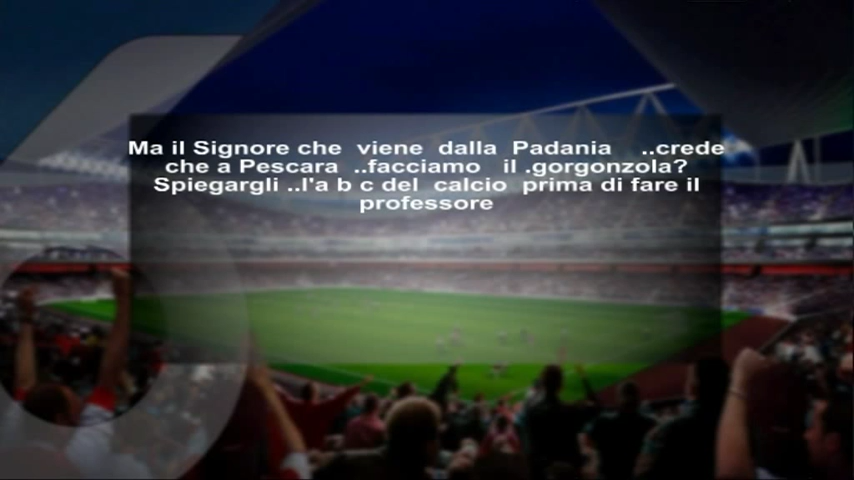 Ma il Signore che viene dalla Padania ..crede
che a Pescara ..facciamo il .gorgonzola?
Spiegargli ..l'a b c del calcio prima di fare il
professore